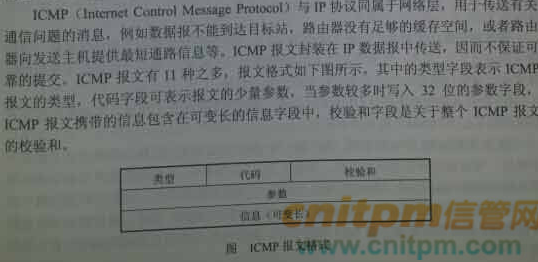 ICMP（Internet Control Message Protocol）与 IP 协议同属于网络层，用于传送有关
通信问题的消息，例如数据报不能到达目标站，路由器没有足够的缓存空间，或者路由
器向发送主机提供最短通路信息等。ICMP 报文封装在 IP 数据报中传送，因而不保证可
靠的提交。ICMP 报文有 11 种之多，报文格式如下图所示。其中的类型字段表示 ICMP
报文的类型，代码字段可表示报文的少量参数，当参数较多时写入 32 位的参数字段，
ICMP 报文携带的信息包含在可变长的信息字段中，校验和字段是关于整个 ICMP 报文
的校验和。
类型 代码 校验和
参数
信息（可变长）
cnitpm信管网
图 ICMP 报文格式
www.cnitpm.com